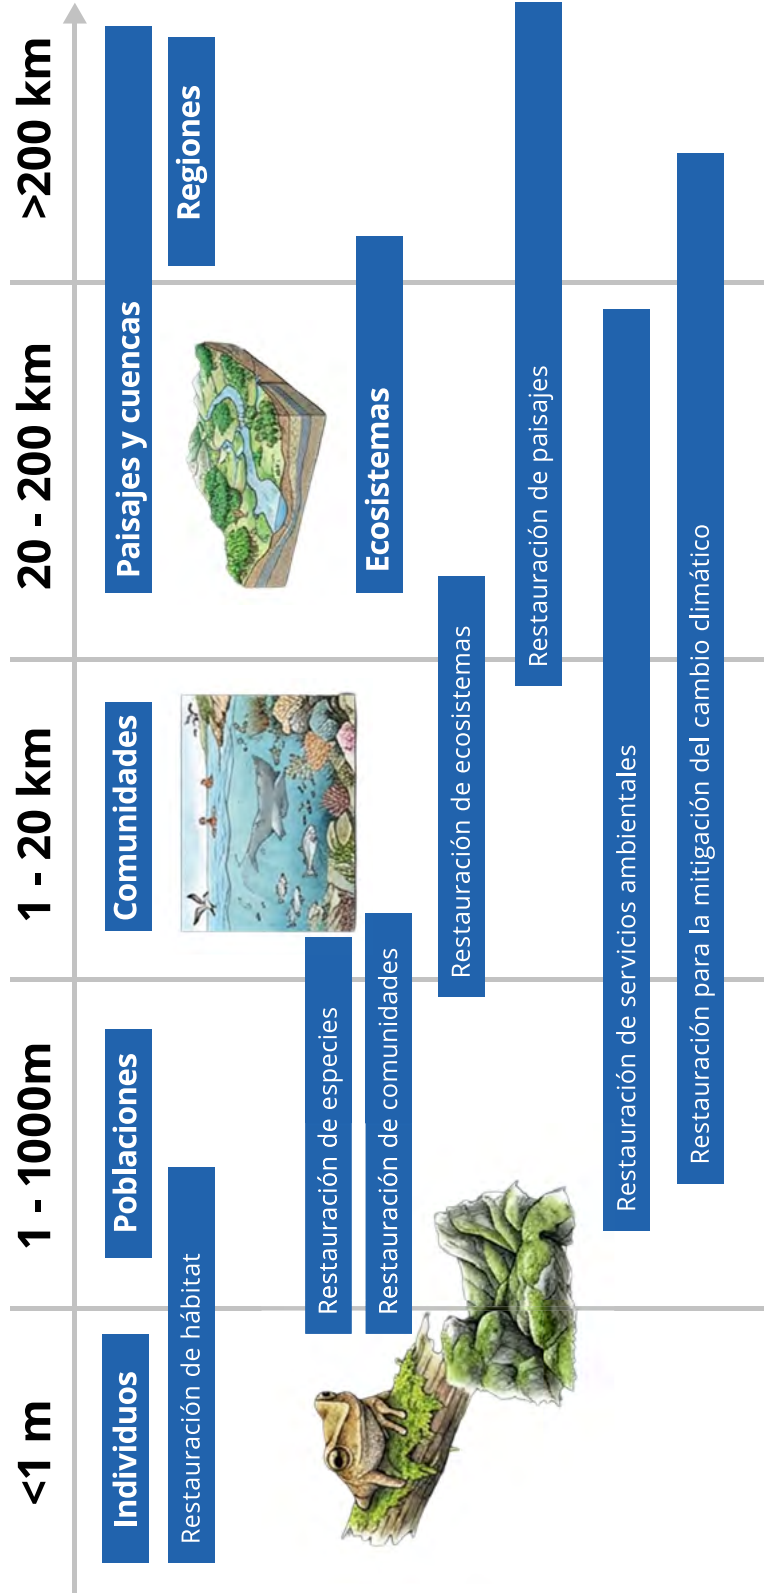 <1 m
1 - 1000m
1 - 20 km
20 - 200 km
>200 km
Individuos
Poblaciones
Comunidades
Paisajes y cuencas
Restauración de hábitat
Regiones
Restauración de especies
Restauración de comunidades
Ecosistemas
Restauración de ecosistemas
Restauración de paisajes
Restauración de servicios ambientales
Restauración para la mitigación del cambio climático